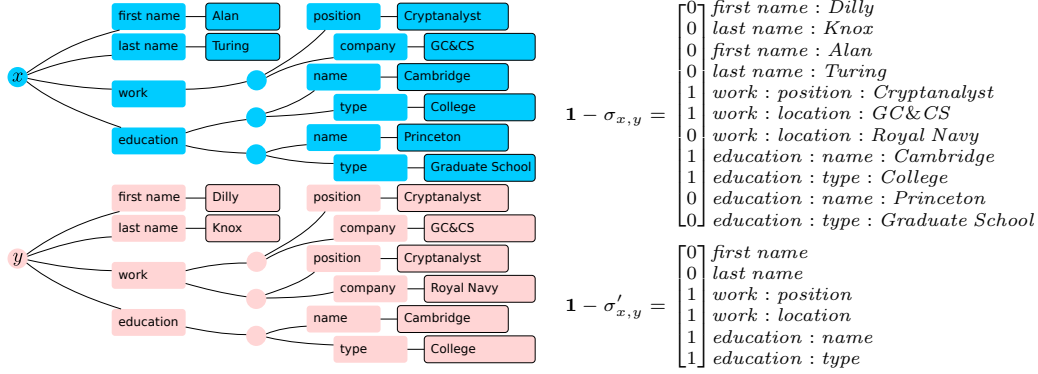 first name Alan
last name Turing
x
work
education
position Cryptanalyst
company GC&CS
name Cambridge
type College
name Princeton
type Graduate School
first name Dilly
last name Knox
y
work
education
position Cryptanalyst
company GC&CS
position Cryptanalyst
company Royal Navy
name Cambridge
type College
1 − σx,y =
0 first name : Dilly
0 last name : Knox
0 first name : Alan
0 last name : Turing
1 work : position : Cryptanalyst
1 work : location : GC&CS
0 work : location : Royal Navy
1 education : name : Cambridge
1 education : type : College
0 education : name : Princeton
0 education : type : Graduate School
1 − σ′x,y =
0 first name
0 last name
1 work : position
1 work : location
1 education : name
1 education : type